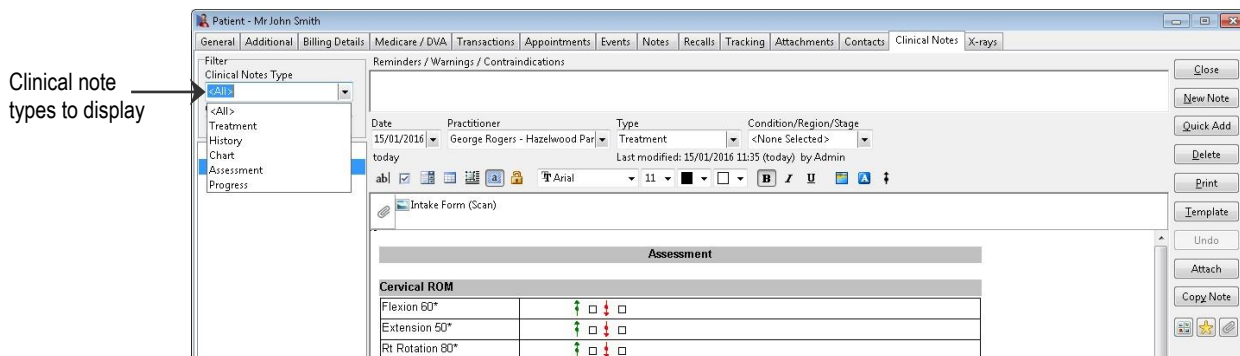 Patient - Mr John Smith
General Additional Billing Details Medicare / DVA Transactions Appointments Events Notes Recalls Tracking Attachments Contacts Clinical Notes X-rays
Filter
Clinical Notes Type
<All>
<All>
Treatment
History
Chart
Assessment
Progress
Clinical note
types to display
Reminders / Warnings / Contraindications
Date Practitioner Type Condition/Region/Stage
15/01/2016 George Rogers - Hazelwood Par Treatment <None Selected>
today Last modified: 15/01/2016 11:35 (today) by Admin
ab| a Arial 11 B I U A
Intake Form (Scan)
Assessment
Cervical ROM
Flexion 60*
Extension 50*
Rt Rotation 80*
Close
New Note
Quick Add
Delete
Print
Template
Undo
Attach
Copy Note